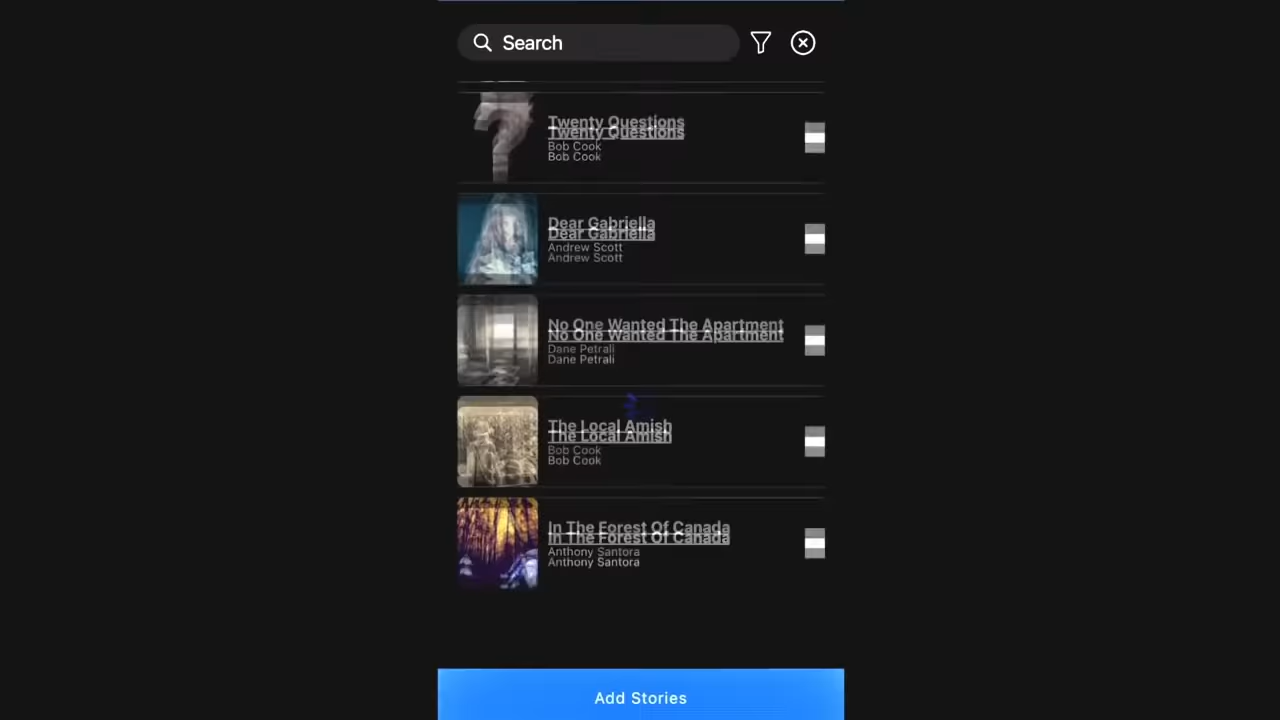 Search
Twenty Questions
Twenty Questions
Bob Cook
Bob Cook
Dear Gabriella
Dear Gabriella
Andrew Scott
Andrew Scott
No One Wanted The Apartment
No One Wanted The Apartment
Dane Petrali
Dane Petrali
The Local Amish
The Local Amish
Bob Cook
Bob Cook
In The Forest Of Canada
In The Forest Of Canada
Anthony Santora
Anthony Santora
Add Stories